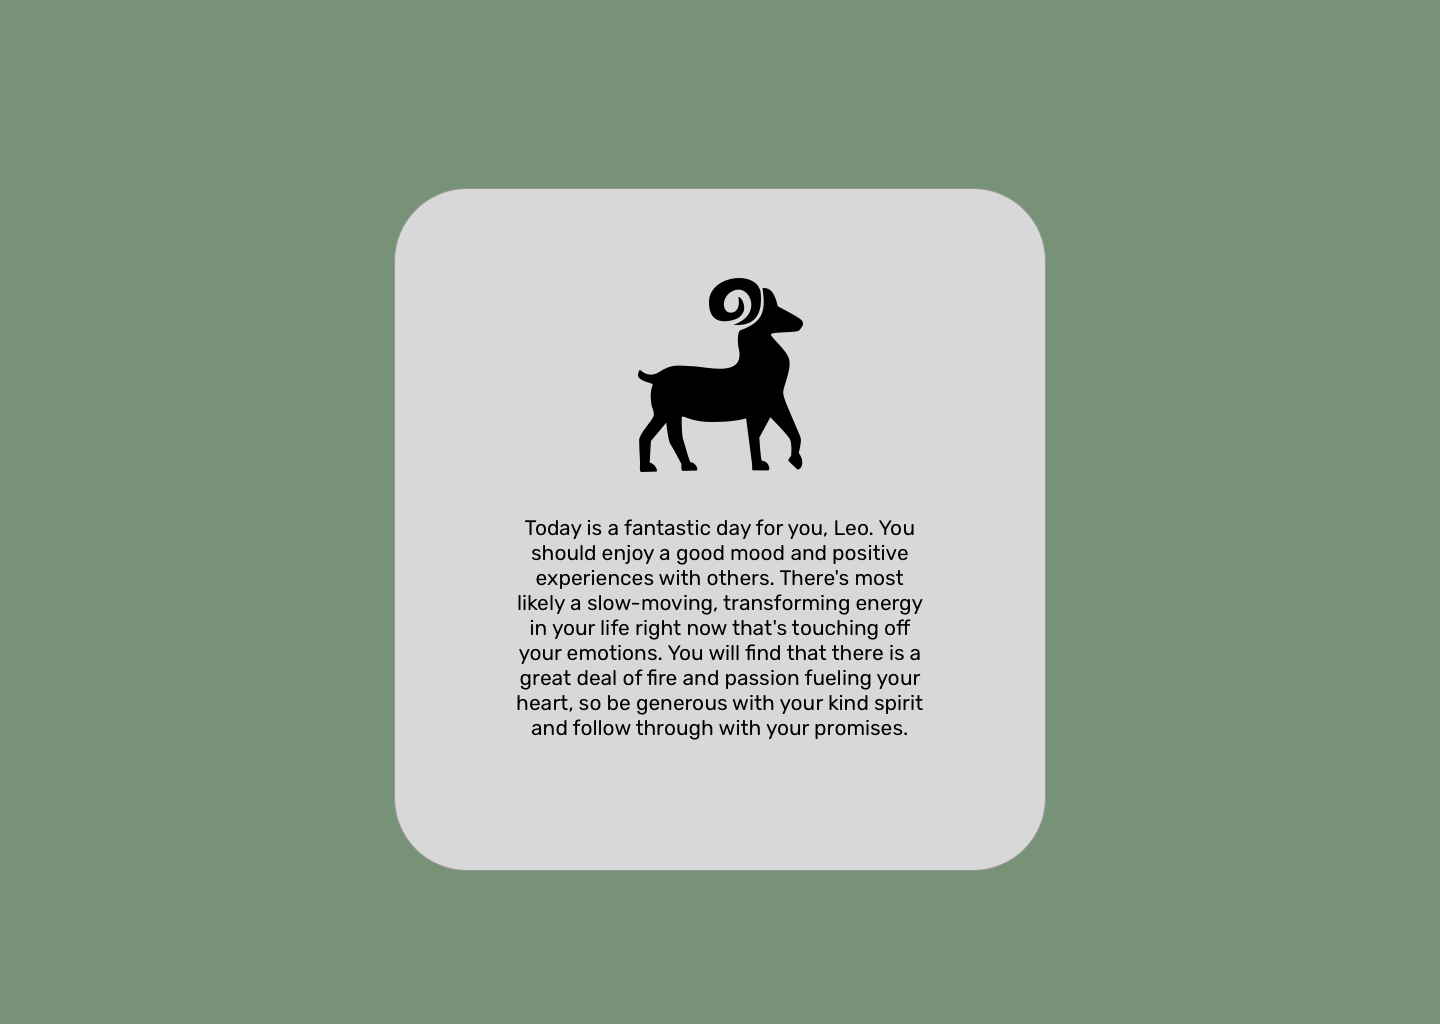 Today is a fantastic day for you, Leo. You
should enjoy a good mood and positive
experiences with others. There's most
likely a slow-moving, transforming energy
in your life right now that's touching off
your emotions. You will find that there is a
great deal of fire and passion fueling your
heart, so be generous with your kind spirit
and follow through with your promises.